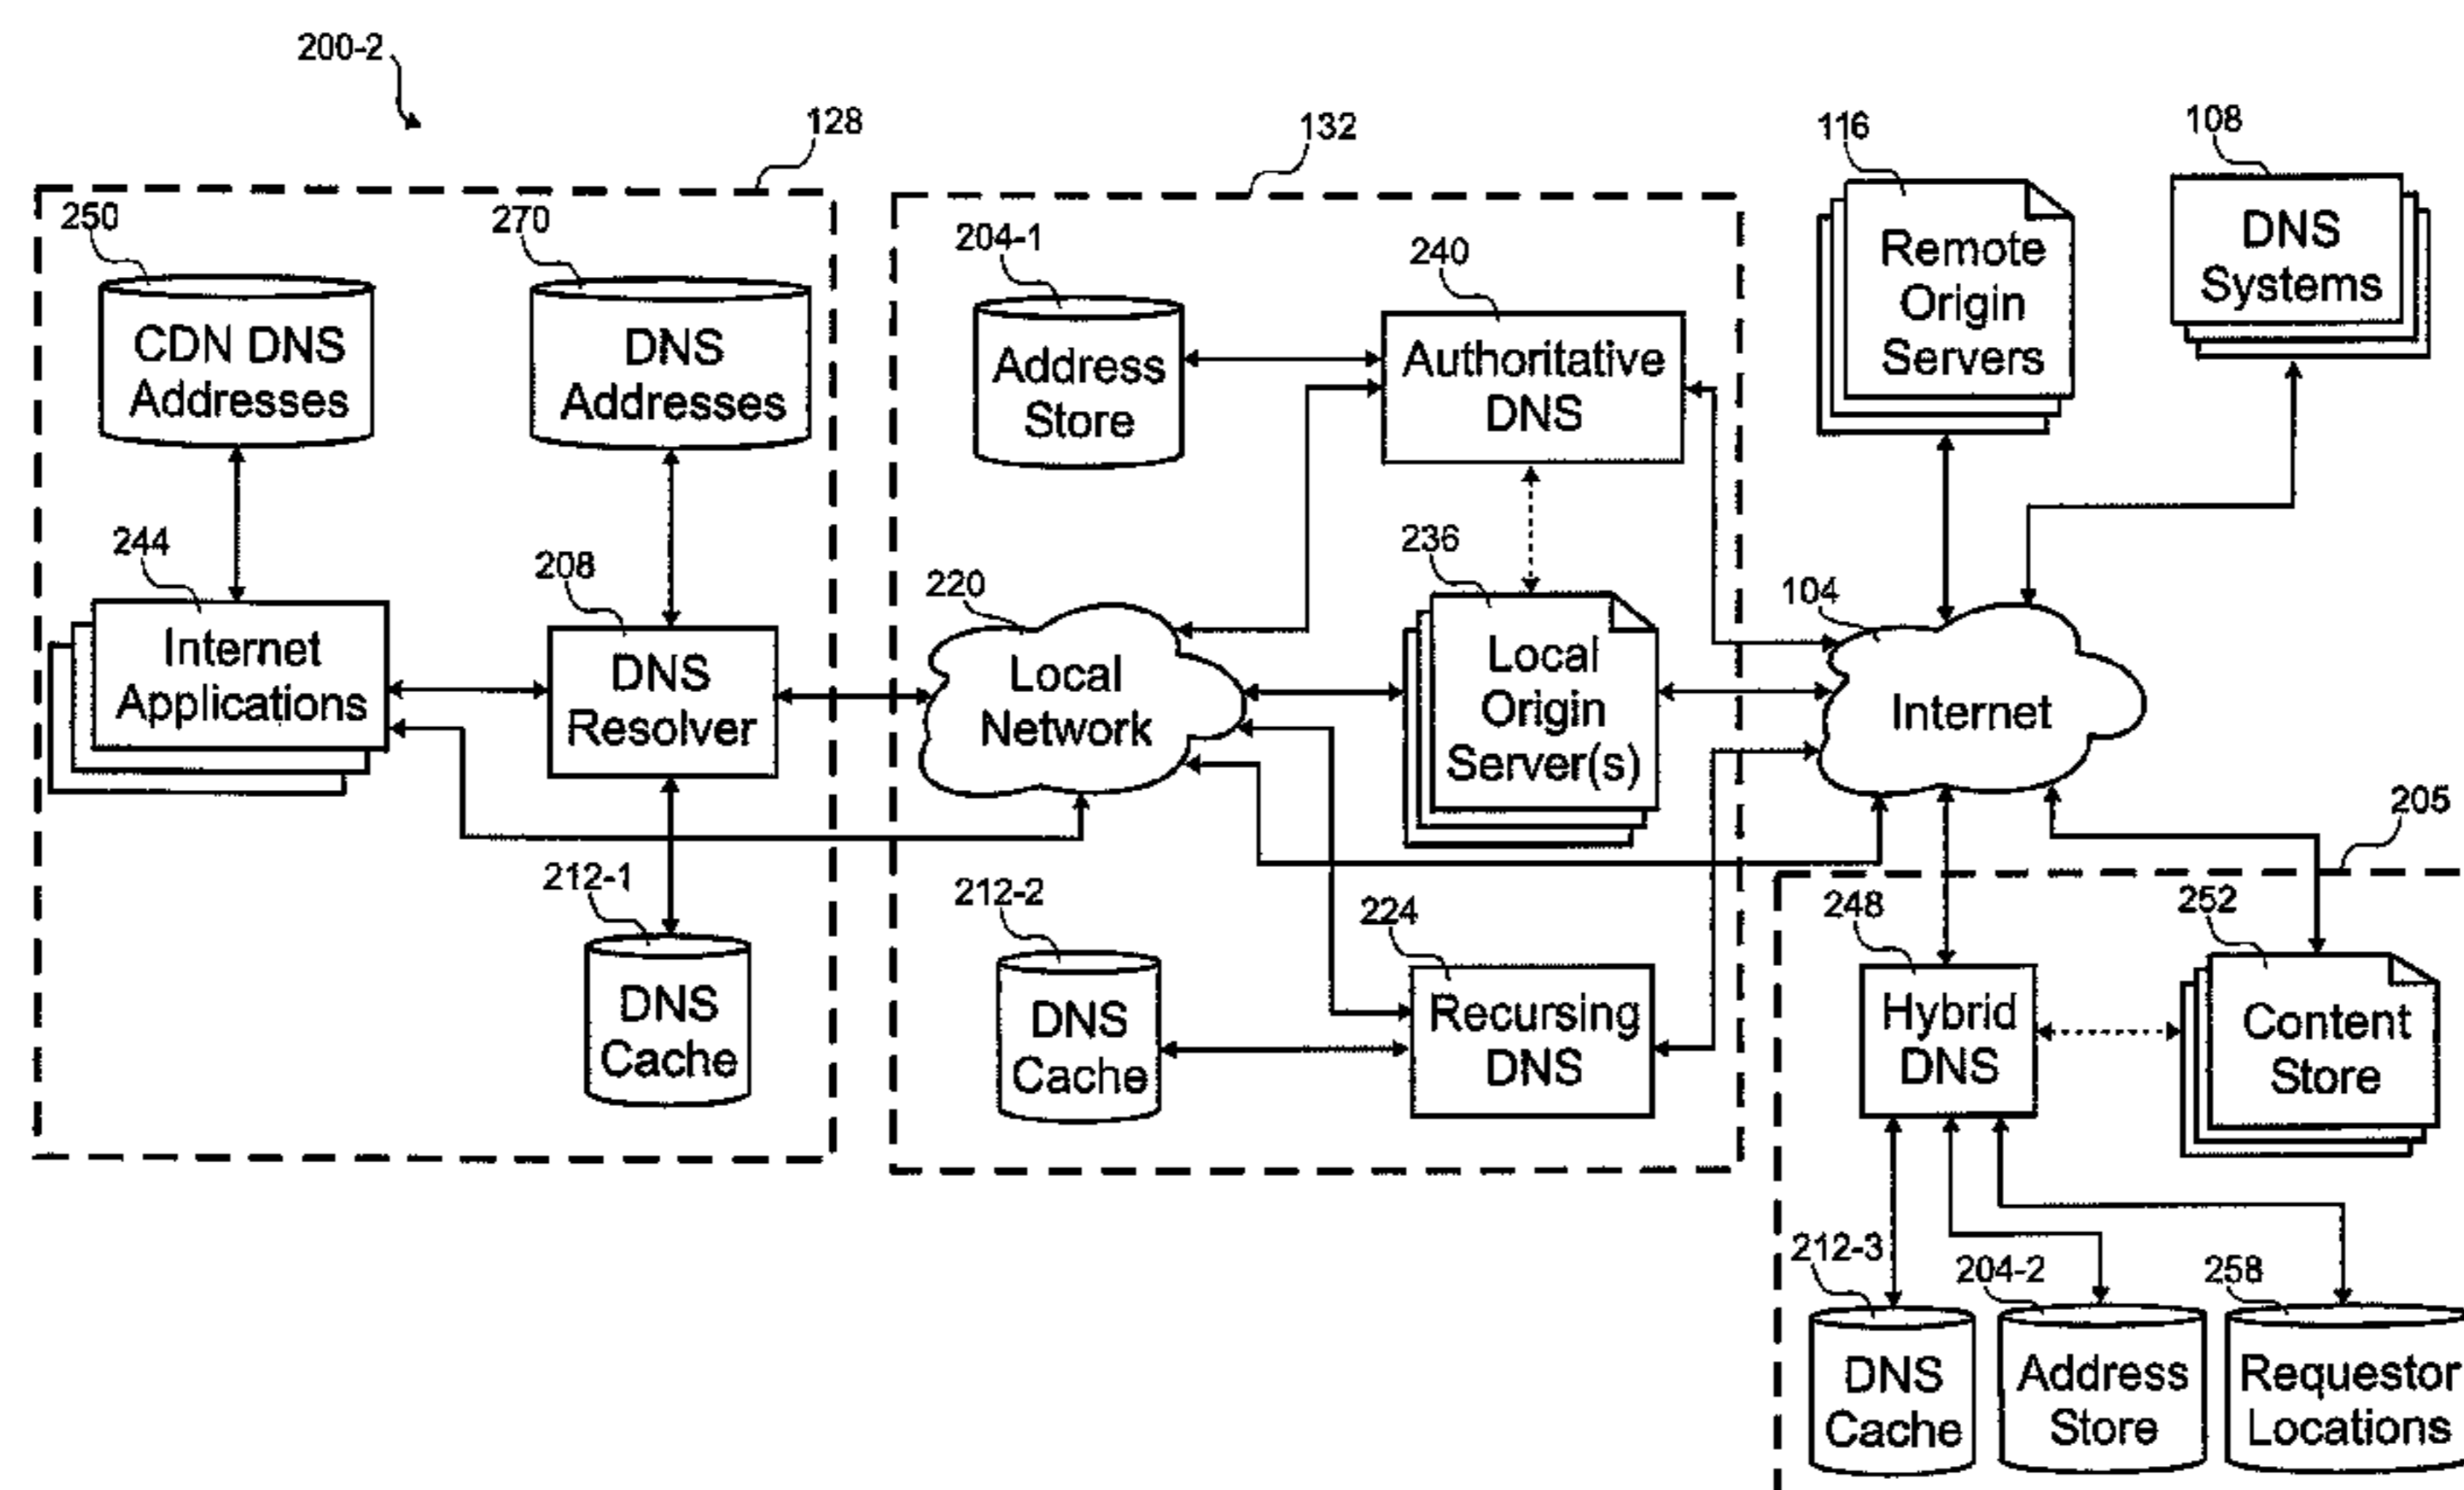 200-2
128
132
116
108
250
270
204-1
240
CDN DNS
Addresses
DNS
Addresses
Address
Store
Authoritative
DNS
Remote
Origin
Servers
DNS
Systems
244
208
220
236
104
Internet
Applications
DNS
Resolver
Local
Network
Local
Origin
Server(s)
Internet
205
212-1
212-2
224
248
252
DNS
Cache
DNS
Cache
Recursing
DNS
Hybrid
DNS
Content
Store
212-3
204-2
258
DNS
Cache
Address
Store
Requestor
Locations